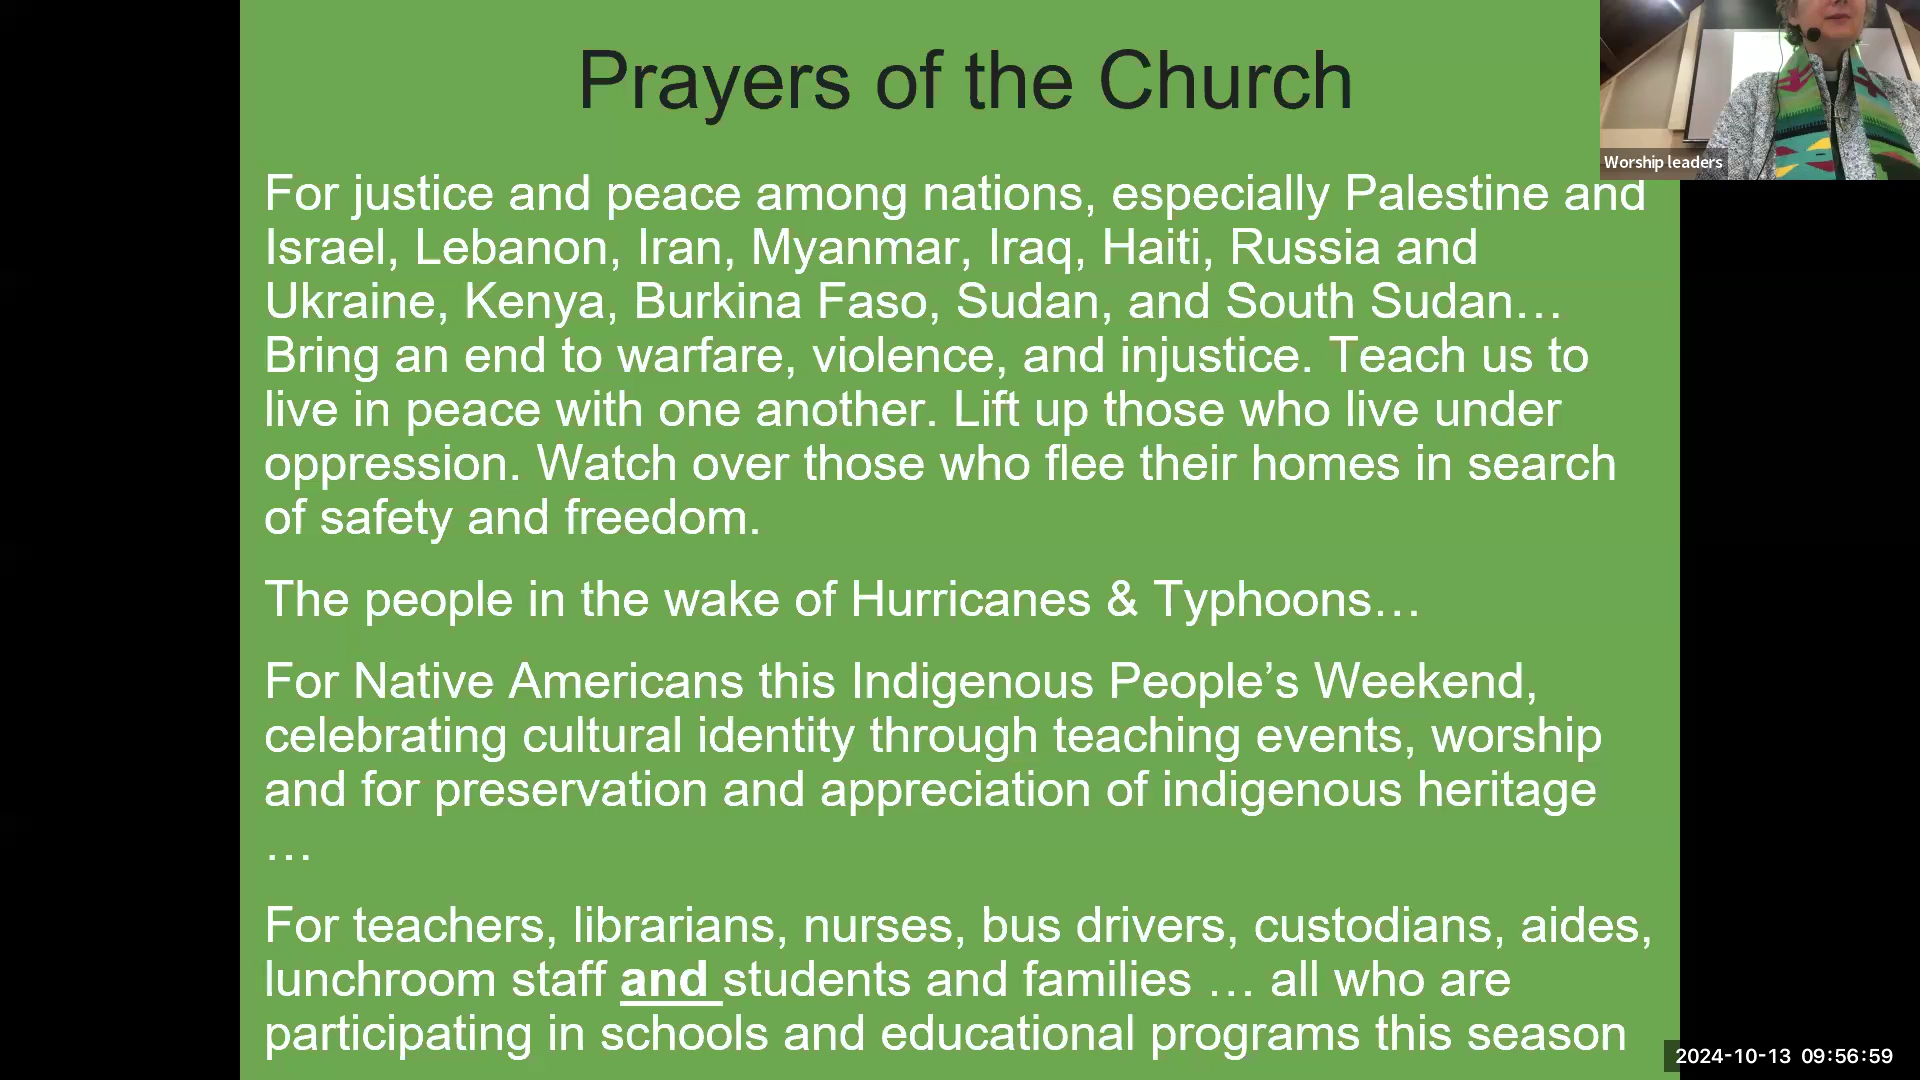 Prayers of the Church
Worship leaders
For justice and peace among nations, especially Palestine and
Israel, Lebanon, Iran, Myanmar, Iraq, Haiti, Russia and
Ukraine, Kenya, Burkina Faso, Sudan, and South Sudan…
Bring an end to warfare, violence, and injustice. Teach us to
live in peace with one another. Lift up those who live under
oppression. Watch over those who flee their homes in search
of safety and freedom.
The people in the wake of Hurricanes & Typhoons…
For Native Americans this Indigenous People’s Weekend,
celebrating cultural identity through teaching events, worship
and for preservation and appreciation of indigenous heritage
…
For teachers, librarians, nurses, bus drivers, custodians, aides,
lunchroom staff and students and families … all who are
participating in schools and educational programs this season
2024-10-13 09:56:59